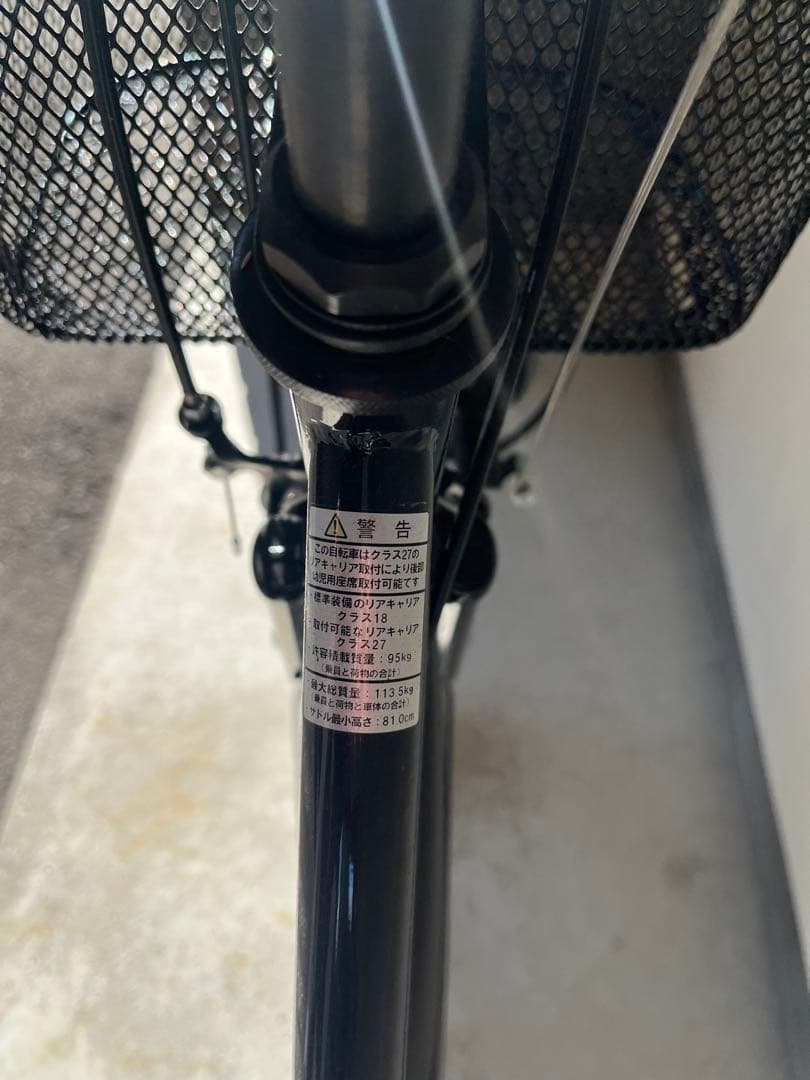 ⚠ 警告
この自転車はクラス27の
リアキャリア取付により後部
幼児用座席取付可能です
・標準装備のリアキャリア
クラス18
・取付可能なリアキャリア
クラス27
・許容積載質量：95kg
（乗員と荷物の合計）
・最大総質量：113.5kg
（乗員と荷物と車体の合計）
・サドル最小高さ：81.0cm